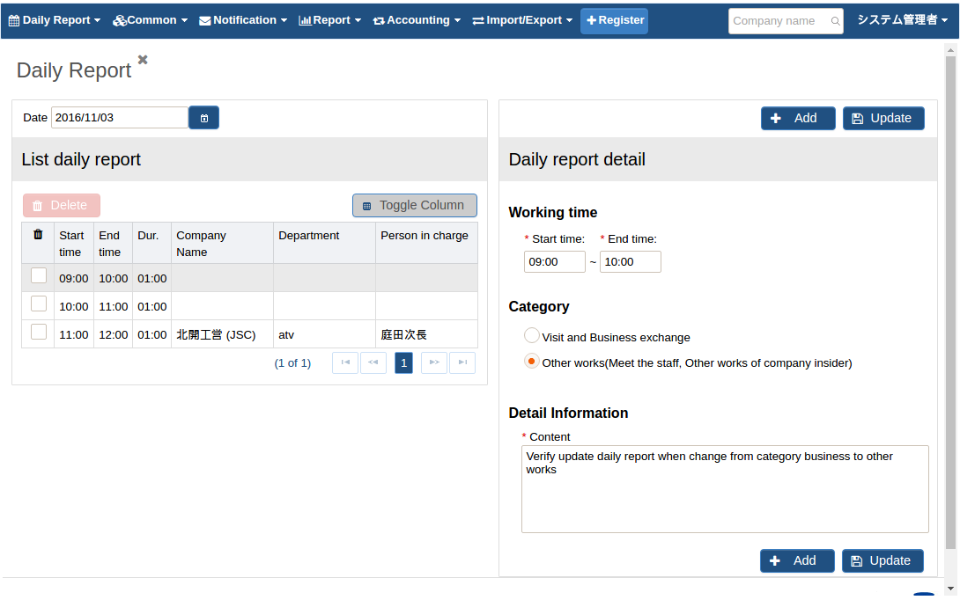 Daily Report Common Notification Report Accounting Import/Export Register Company name システム管理者
Daily Report
Date 2016/11/03
Add Update
List daily report
Daily report detail
Delete Toggle Column
Start time End time Dur. Company Name Department Person in charge
09:00 10:00 01:00
10:00 11:00 01:00
11:00 12:00 01:00 北開工営 (JSC) atv 庭田次長
(1 of 1) 1
Working time
* Start time: * End time:
09:00 ~ 10:00
Category
Visit and Business exchange
Other works(Meet the staff, Other works of company insider)
Detail Information
* Content
Verify update daily report when change from category business to other
works
Add Update